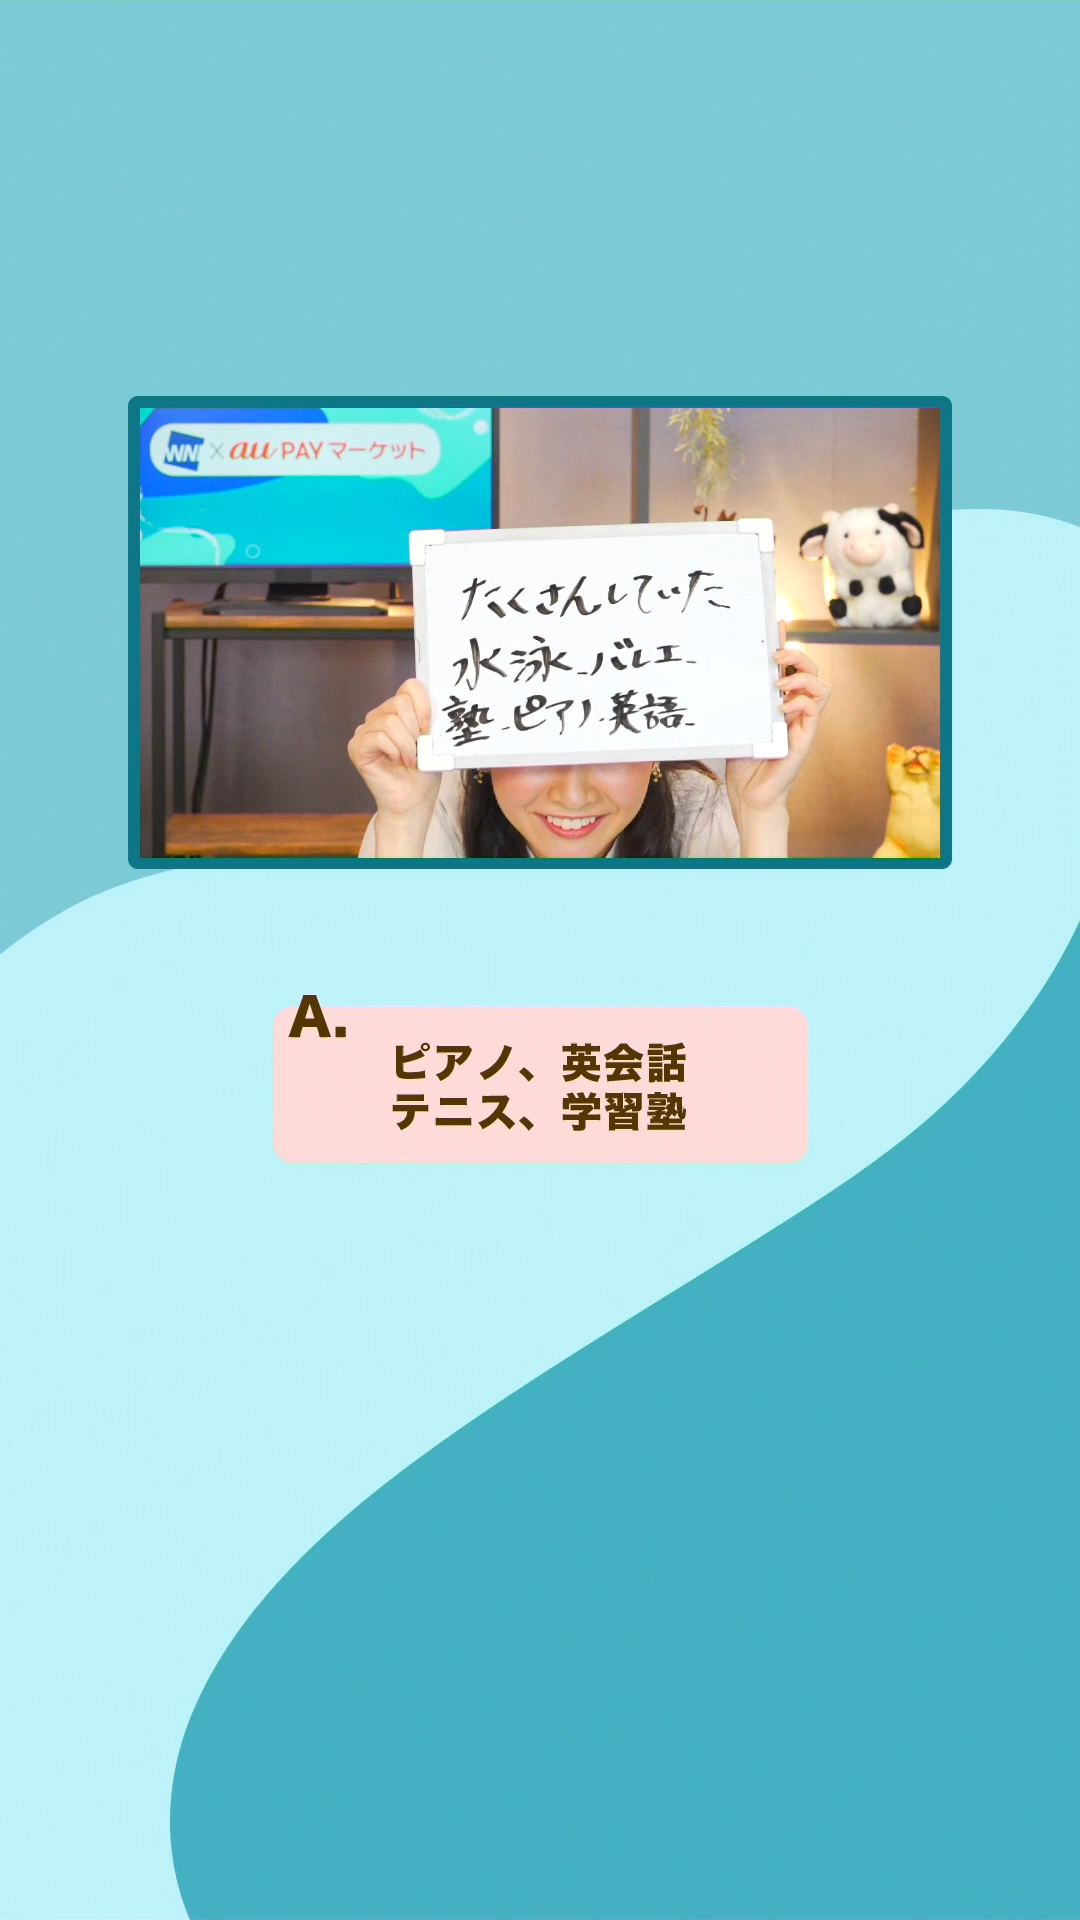 WNI × au PAY マーケット
たくさんしていた
水泳、バレエ、
塾、ピアノ、英語、
A.
ピアノ、英会話
テニス、学習塾